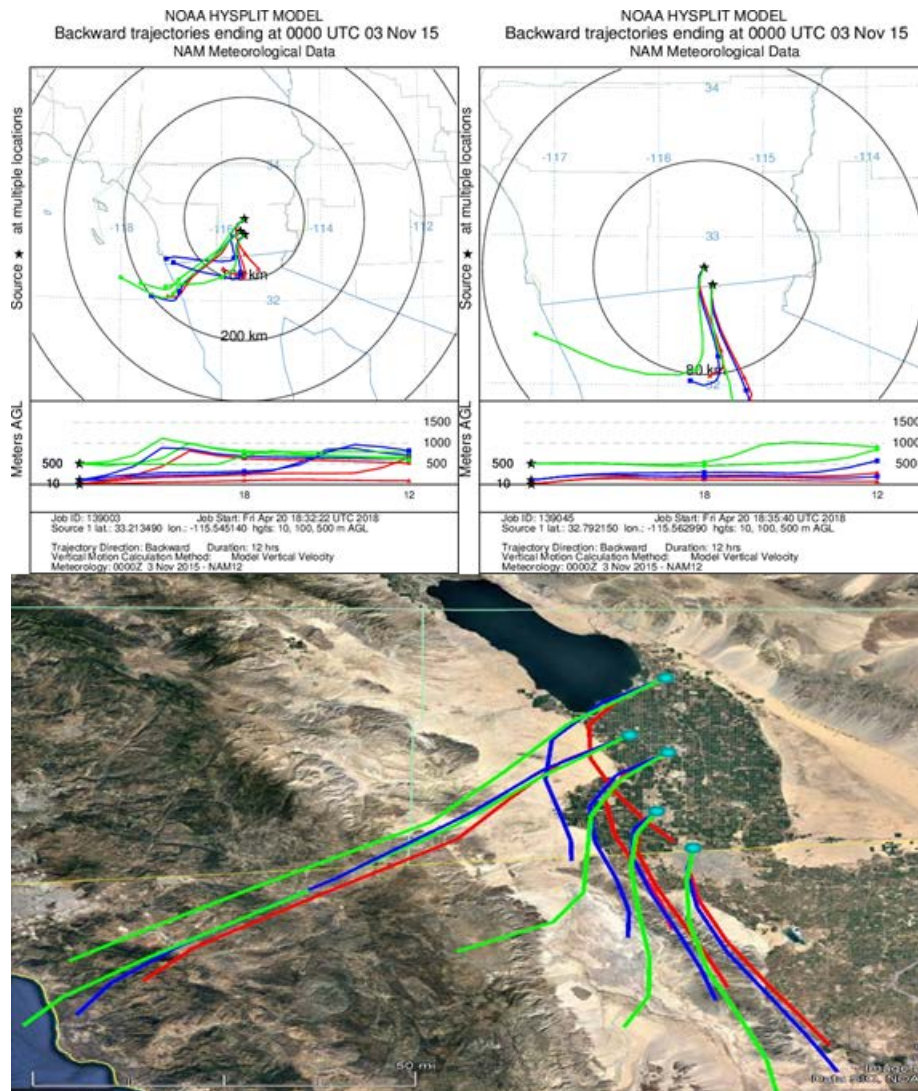 NOAA HYSPLIT MODEL
Backward trajectories ending at 0000 UTC 03 Nov 15
NAM Meteorological Data
Source ★ at multiple locations
-118
-116
-114
34
32
100 km
200 km
Meters AGL
1500
1000
500
500
10
18
12
Job ID: 139003 Job Start: Fri Apr 20 18:32:22 UTC 2018
Source 1 lat.: 33.213490 lon.: -115.545140 hgts: 10, 100, 500 m AGL
Trajectory Direction: Backward Duration: 12 hrs
Vertical Motion Calculation Method: Model Vertical Velocity
Meteorology: 0000Z 3 Nov 2015 - NAM12
NOAA HYSPLIT MODEL
Backward trajectories ending at 0000 UTC 03 Nov 15
NAM Meteorological Data
Source ★ at multiple locations
-117
-116
-115
-114
34
33
32
80 km
Meters AGL
1500
1000
500
500
10
18
12
Job ID: 139045 Job Start: Fri Apr 20 18:35:40 UTC 2018
Source 1 lat.: 32.792150 lon.: -115.562990 hgts: 10, 100, 500 m AGL
Trajectory Direction: Backward Duration: 12 hrs
Vertical Motion Calculation Method: Model Vertical Velocity
Meteorology: 0000Z 3 Nov 2015 - NAM12
50 mi